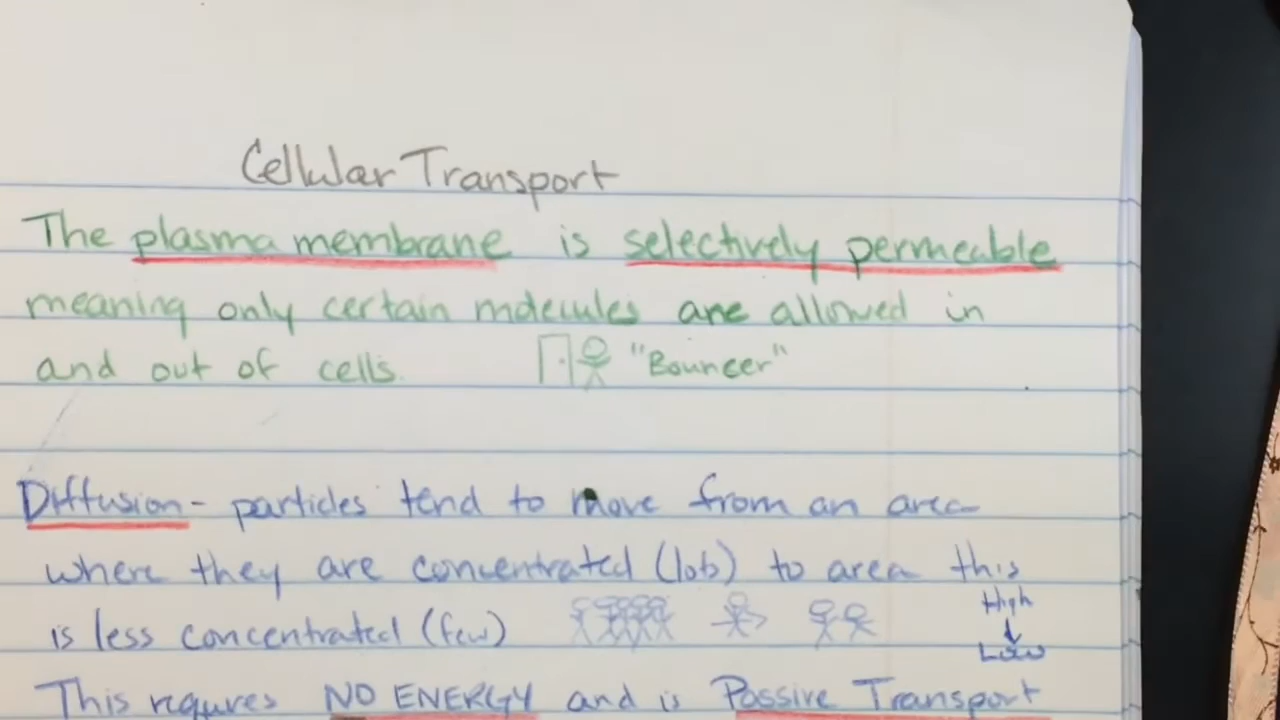 Cellular Transport
The plasma membrane is selectively permeable
meaning only certain molecules are allowed in
and out of cells. "Bouncer"
Diffusion - particles tend to move from an area
where they are concentrated (lots) to area this
High
is less concentrated (few)
Low
This requires NO ENERGY and is Passive Transport